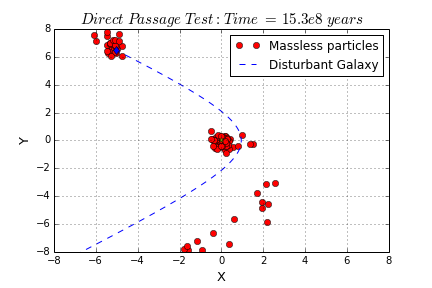 Direct Passage Test : Time = 15.3e8 years
8
6
4
2
0
−2
−4
−6
−8
Y
Massless particles
Disturbant Galaxy
−8 −6 −4 −2 0 2 4 6 8
X